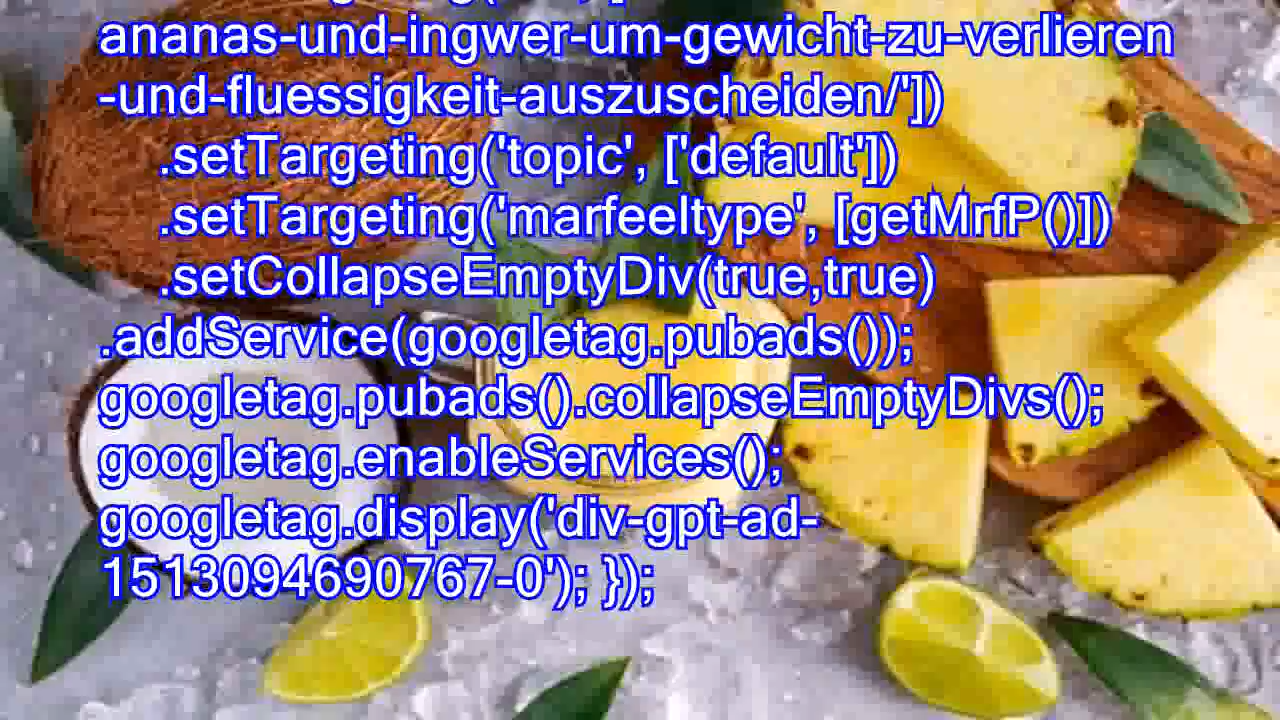 ananas-und-ingwer-um-gewicht-zu-verlieren
-und-fluessigkeit-auszuscheiden/'])
.setTargeting('topic', ['default'])
.setTargeting('marfeeltype', [getMrfP()])
.setCollapseEmptyDiv(true,true)
.addService(googletag.pubads());
googletag.pubads().collapseEmptyDivs();
googletag.enableServices();
googletag.display('div-gpt-ad-
1513094690767-0'); });